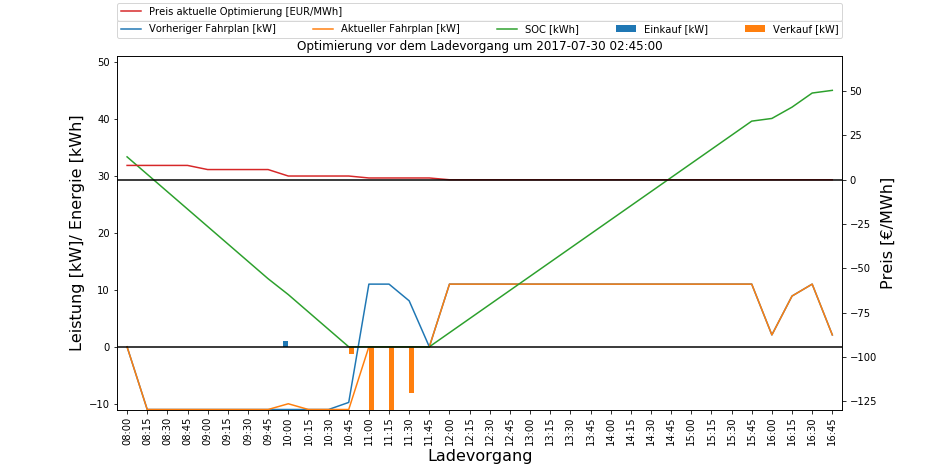 Preis aktuelle Optimierung [EUR/MWh]
Vorheriger Fahrplan [kW] Aktueller Fahrplan [kW] SOC [kWh] Einkauf [kW] Verkauf [kW]
Optimierung vor dem Ladevorgang um 2017-07-30 02:45:00
Leistung [kW]/ Energie [kWh]
50
40
30
20
10
0
−10
Preis [€/MWh]
50
25
0
−25
−50
−75
−100
−125
08:00 08:15 08:30 08:45 09:00 09:15 09:30 09:45 10:00 10:15 10:30 10:45 11:00 11:15 11:30 11:45 12:00 12:15 12:30 12:45 13:00 13:15 13:30 13:45 14:00 14:15 14:30 14:45 15:00 15:15 15:30 15:45 16:00 16:15 16:30 16:45
Ladevorgang